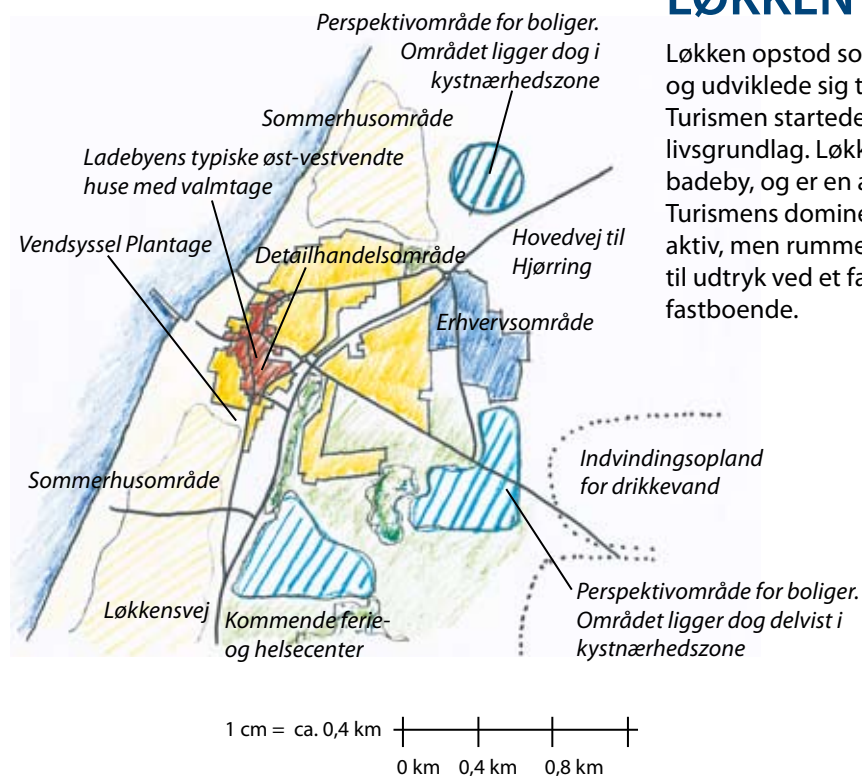 LØKKEN
Løkken opstod so
og udviklede sig t
Turismen startede
livsgrundlag. Løkk
badeby, og er en a
Turismens domine
aktiv, men rumme
til udtryk ved et fa
fastboende.
Perspektivområde for boliger.
Området ligger dog i
kystnærhedszone
Sommerhusområde
Ladebyens typiske øst-vestvendte
huse med valmtage
Vendsyssel Plantage
Detailhandelsområde
Hovedvej til
Hjørring
Erhvervsområde
Sommerhusområde
Indvindingsopland
for drikkevand
Løkkensvej
Kommende ferie-
og helsecenter
Perspektivområde for boliger.
Området ligger dog delvist i
kystnærhedszone
1 cm = ca. 0,4 km
0 km 0,4 km 0,8 km